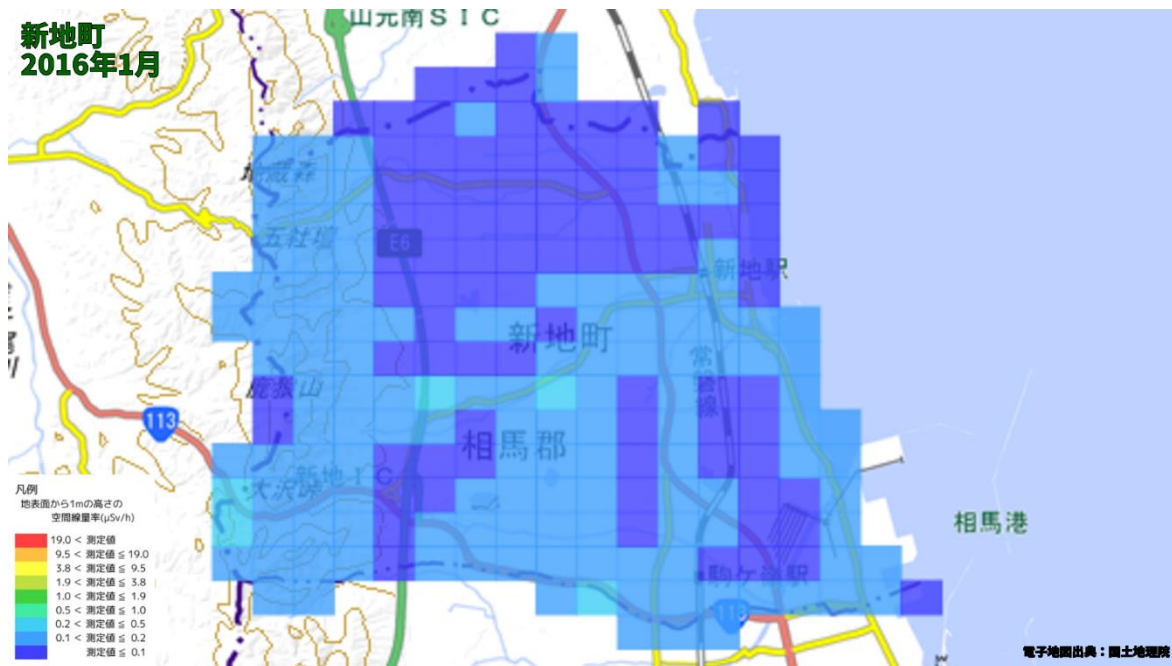 新地町
2016年1月
山元南ＳＩＣ
地蔵森
五社壇
E6
新地駅
新地町
常磐線
鹿狼山
113
相馬郡
新地ＩＣ
大沢峠
相馬港
駒ケ嶺駅
113
凡例
地表面から1mの高さの
空間線量率(μSv/h)
19.0 < 測定値
9.5 < 測定値 ≤ 19.0
3.8 < 測定値 ≤ 9.5
1.9 < 測定値 ≤ 3.8
1.0 < 測定値 ≤ 1.9
0.5 < 測定値 ≤ 1.0
0.2 < 測定値 ≤ 0.5
0.1 < 測定値 ≤ 0.2
測定値 ≤ 0.1
電子地図出典：国土地理院